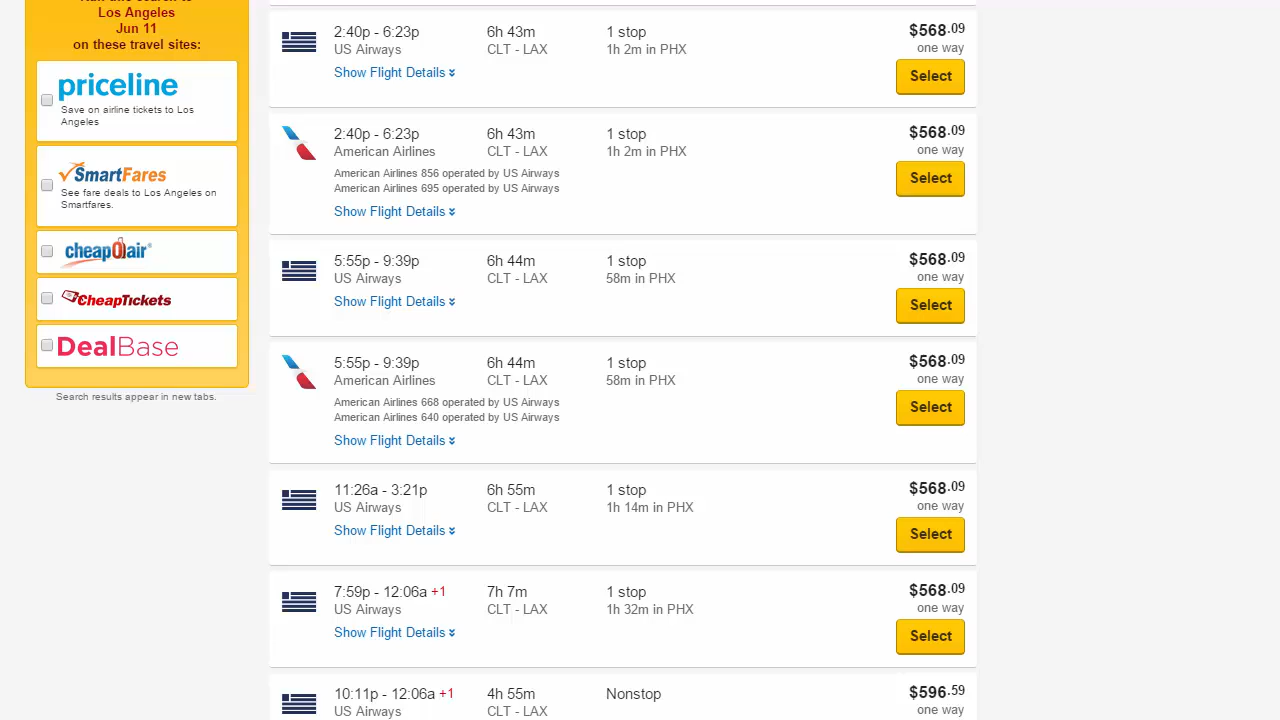 Run this search to
Los Angeles
Jun 11
on these travel sites:
priceline
Save on airline tickets to Los
Angeles
SmartFares
See fare deals to Los Angeles on
Smartfares.
cheapOair
CheapTickets
DealBase
Search results appear in new tabs.
2:40p - 6:23p 6h 43m 1 stop $568.09
US Airways CLT - LAX 1h 2m in PHX one way
Show Flight Details
Select
2:40p - 6:23p 6h 43m 1 stop $568.09
American Airlines CLT - LAX 1h 2m in PHX one way
American Airlines 856 operated by US Airways
American Airlines 695 operated by US Airways
Select
Show Flight Details
5:55p - 9:39p 6h 44m 1 stop $568.09
US Airways CLT - LAX 58m in PHX one way
Show Flight Details
Select
5:55p - 9:39p 6h 44m 1 stop $568.09
American Airlines CLT - LAX 58m in PHX one way
American Airlines 668 operated by US Airways
American Airlines 640 operated by US Airways
Select
Show Flight Details
11:26a - 3:21p 6h 55m 1 stop $568.09
US Airways CLT - LAX 1h 14m in PHX one way
Show Flight Details
Select
7:59p - 12:06a +1 7h 7m 1 stop $568.09
US Airways CLT - LAX 1h 32m in PHX one way
Show Flight Details
Select
10:11p - 12:06a +1 4h 55m Nonstop $596.59
US Airways CLT - LAX one way